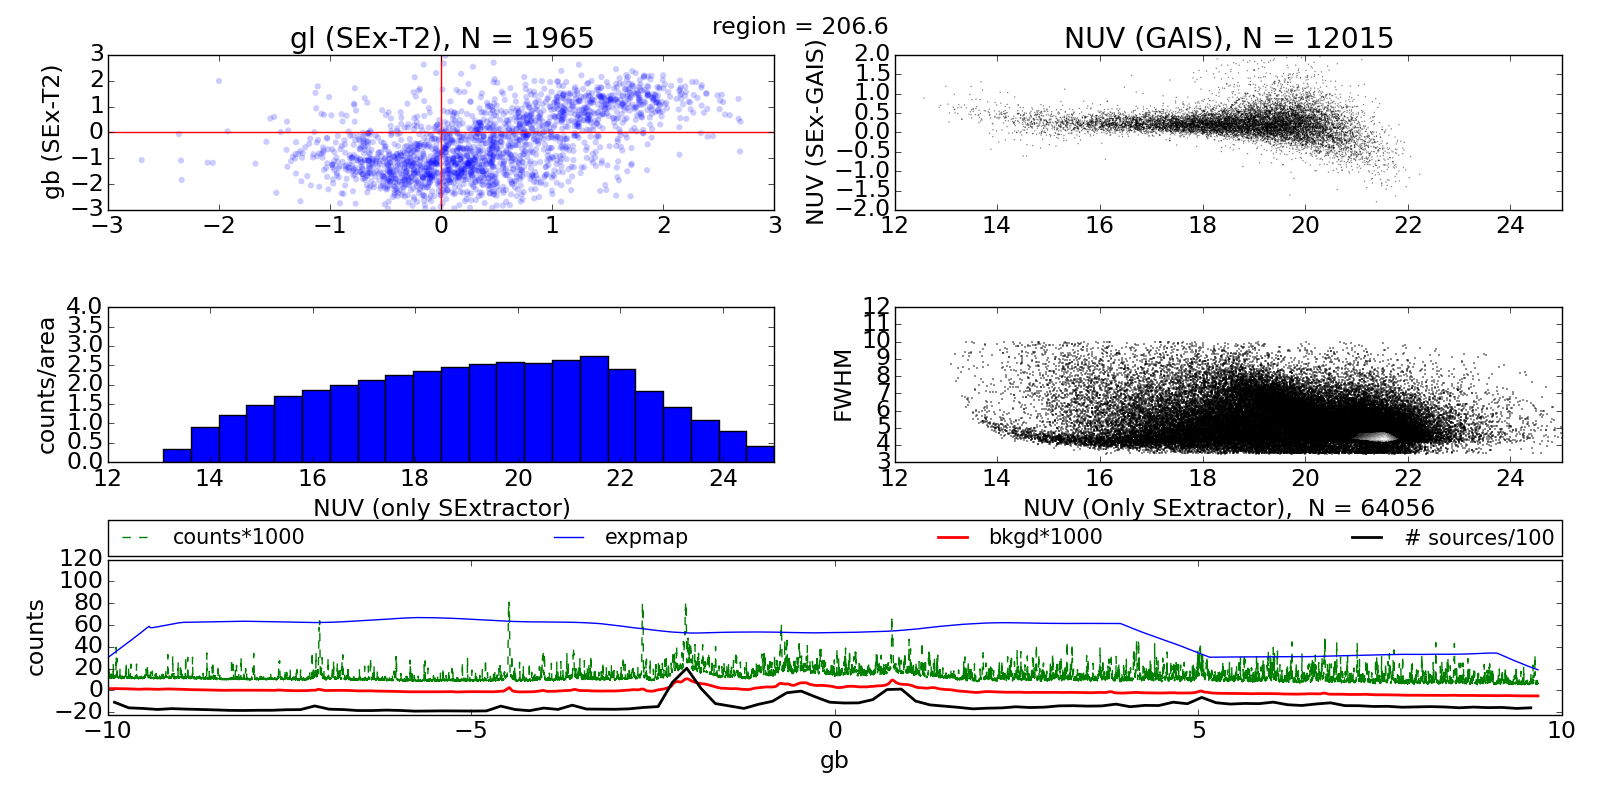 region = 206.6
gl (SEx-T2), N = 1965
gb (SEx-T2)
3
2
1
0
−1
−2
−3
−3 −2 −1 0 1 2 3
NUV (GAIS), N = 12015
NUV (SEx-GAIS)
2.0
1.5
1.0
0.5
0.0
−0.5
−1.0
−1.5
−2.0
12 14 16 18 20 22 24
counts/area
4.0
3.5
3.0
2.5
2.0
1.5
1.0
0.5
0.0
12 14 16 18 20 22 24
NUV (only SExtractor)
FWHM
12
11
10
9
8
7
6
5
4
3
12 14 16 18 20 22 24
NUV (Only SExtractor), N = 64056
counts*1000 expmap bkgd*1000 # sources/100
counts
120
100
80
60
40
20
0
−20
−10 −5 0 5 10
gb